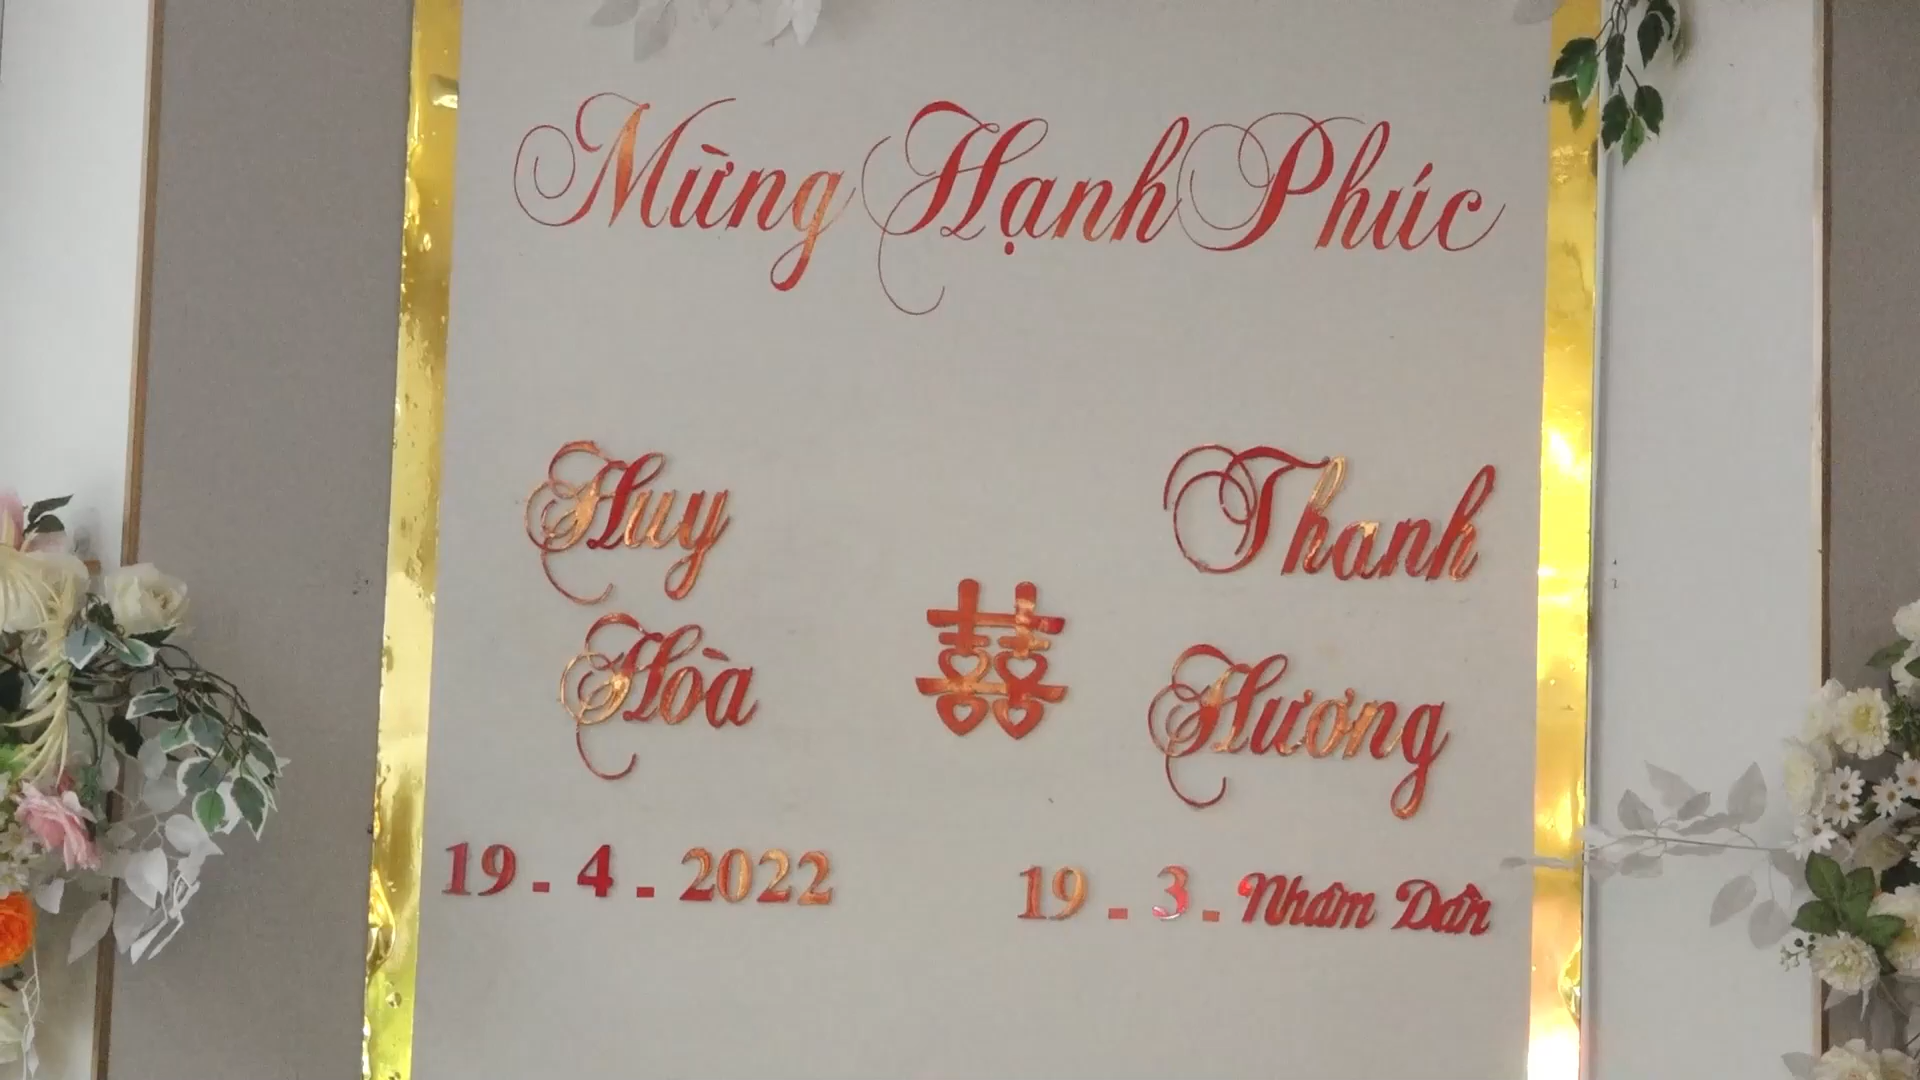 Mừng Hạnh Phúc
Huy Thanh
Hòa 囍 Hương
19 - 4 - 2022 19 - 3 - Nhâm Dần